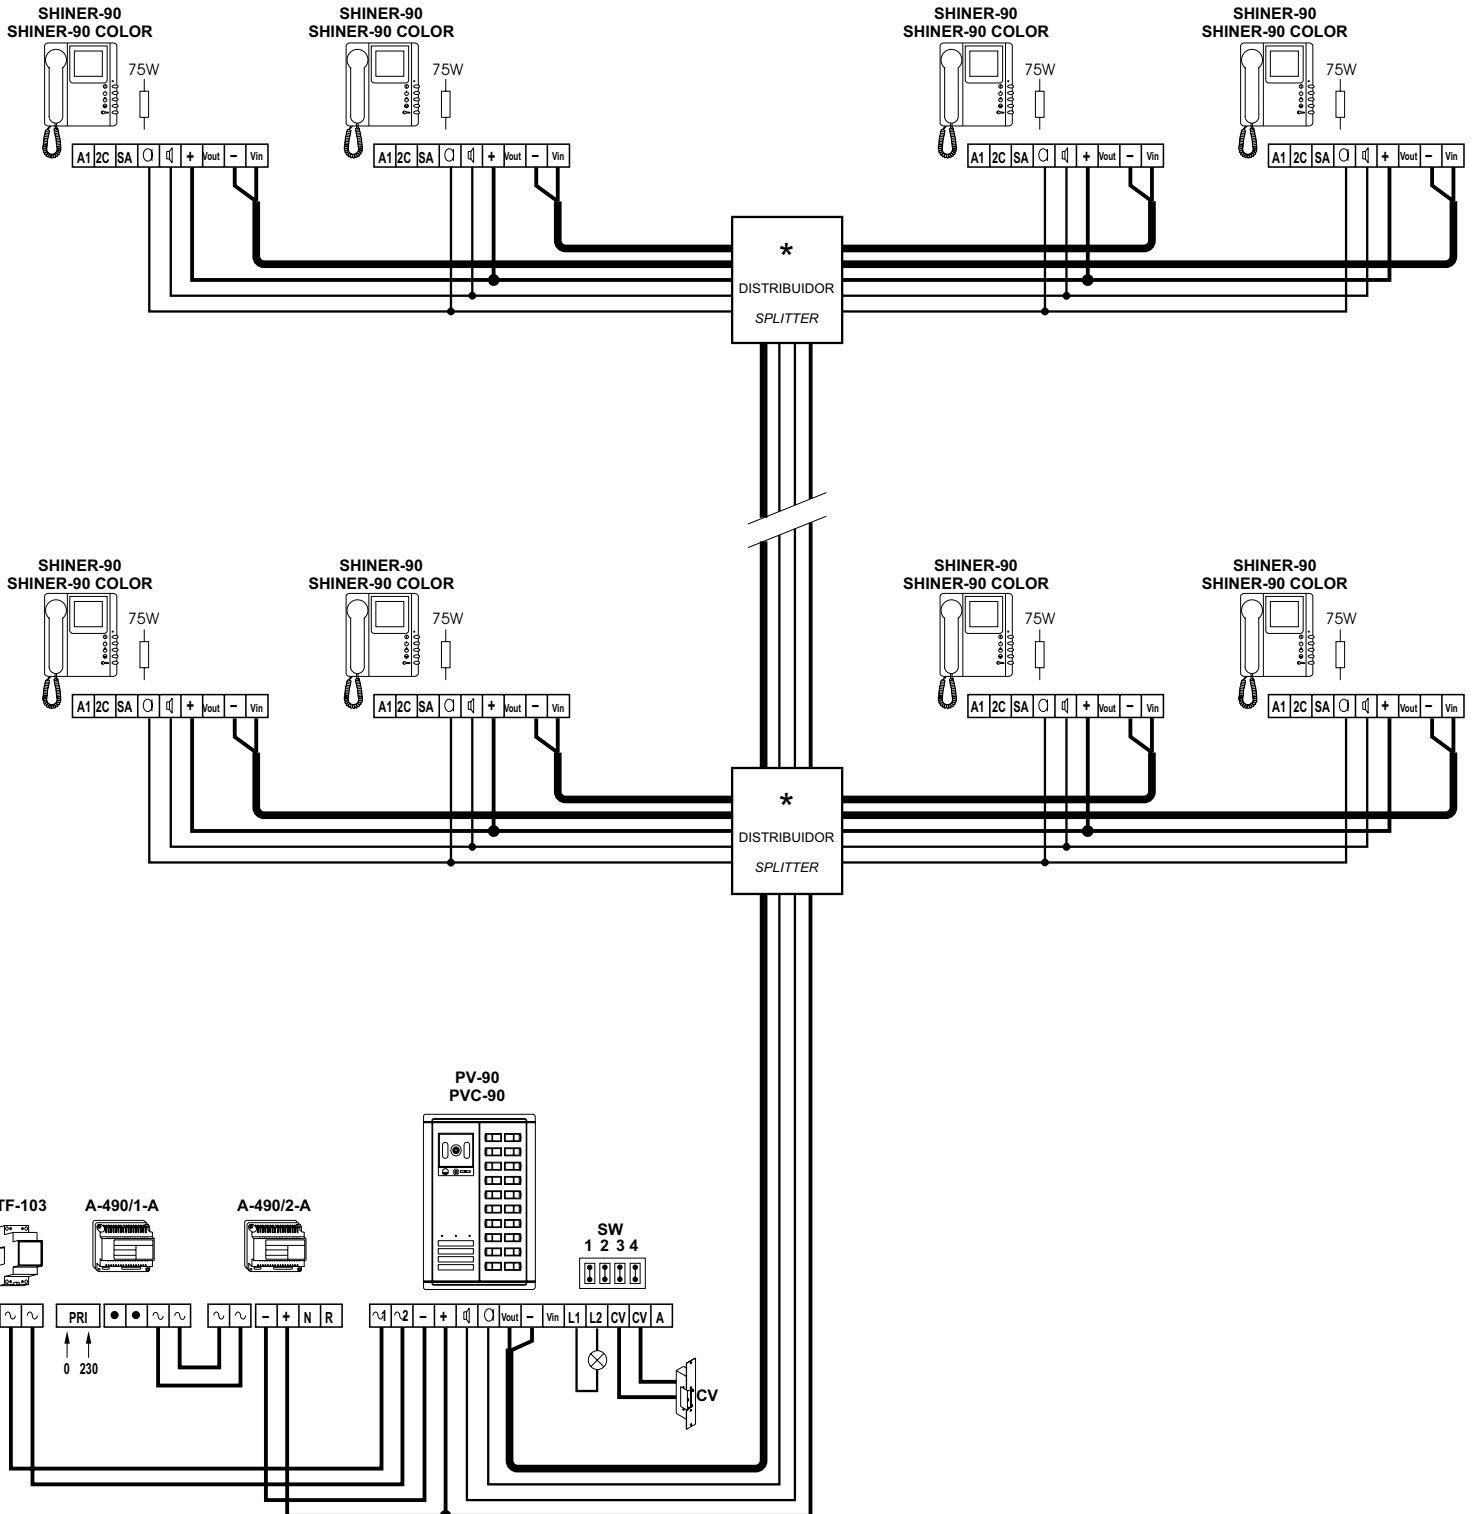 SHINER-90 SHINER-90 SHINER-90 SHINER-90
SHINER-90 COLOR SHINER-90 COLOR SHINER-90 COLOR SHINER-90 COLOR
75W 75W 75W 75W
A1 2C SA + Vout − Vin A1 2C SA + Vout − Vin A1 2C SA + Vout − Vin A1 2C SA + Vout − Vin
*
DISTRIBUIDOR
SPLITTER
SHINER-90 SHINER-90 SHINER-90 SHINER-90
SHINER-90 COLOR SHINER-90 COLOR SHINER-90 COLOR SHINER-90 COLOR
75W 75W 75W 75W
A1 2C SA + Vout − Vin A1 2C SA + Vout − Vin A1 2C SA + Vout − Vin A1 2C SA + Vout − Vin
*
DISTRIBUIDOR
SPLITTER
PV-90
PVC-90
TF-103 A-490/1-A A-490/2-A
SW
1 2 3 4
~ ~ PRI ● ● ~ ~ ~ ~ − + N R ~1 ~2 − + Vout − Vin L1 L2 CV CV A
0 230
CV